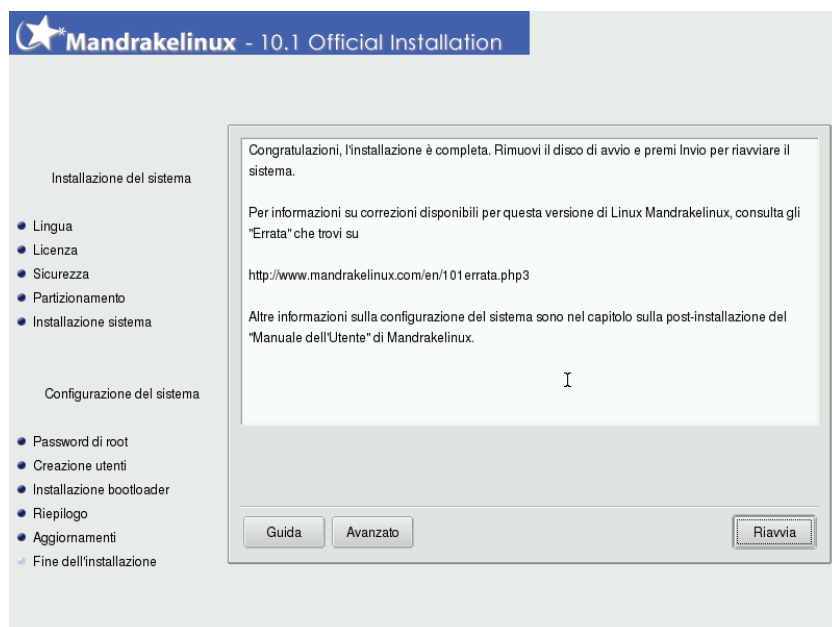 Mandrakelinux - 10.1 Official Installation
Installazione del sistema
Lingua
Licenza
Sicurezza
Partizionamento
Installazione sistema
Configurazione del sistema
Password di root
Creazione utenti
Installazione bootloader
Riepilogo
Aggiornamenti
Fine dell'installazione
Congratulazioni, l'installazione è completa. Rimuovi il disco di avvio e premi Invio per riavviare il
sistema.
Per informazioni su correzioni disponibili per questa versione di Linux Mandrakelinux, consulta gli
"Errata" che trovi su
http://www.mandrakelinux.com/en/101errata.php3
Altre informazioni sulla configurazione del sistema sono nel capitolo sulla post-installazione del
"Manuale dell'Utente" di Mandrakelinux.
Guida
Avanzato
Riavvia